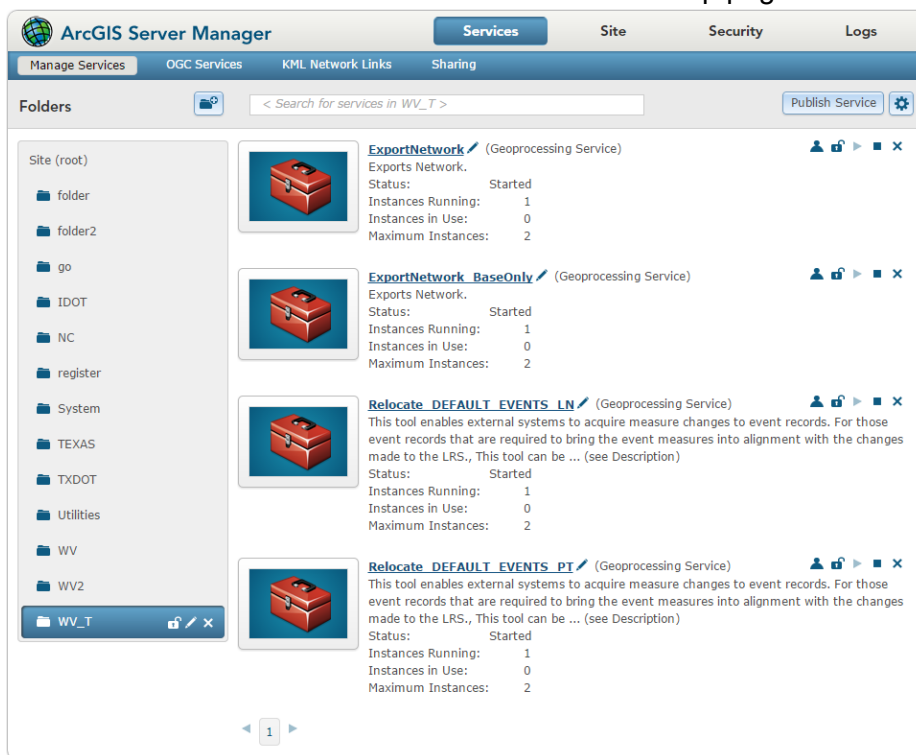 ArcGIS Server Manager
Services Site Security Logs
Manage Services OGC Services KML Network Links Sharing
Folders
< Search for services in WV_T >
Publish Service
Site (root)
folder
folder2
go
IDOT
NC
register
System
TEXAS
TXDOT
Utilities
WV
WV2
WV_T
ExportNetwork (Geoprocessing Service)
Exports Network.
Status: Started
Instances Running: 1
Instances in Use: 0
Maximum Instances: 2
ExportNetwork_BaseOnly (Geoprocessing Service)
Exports Network.
Status: Started
Instances Running: 1
Instances in Use: 0
Maximum Instances: 2
Relocate_DEFAULT_EVENTS_LN (Geoprocessing Service)
This tool enables external systems to acquire measure changes to event records. For those
event records that are required to bring the event measures into alignment with the changes
made to the LRS., This tool can be ... (see Description)
Status: Started
Instances Running: 1
Instances in Use: 0
Maximum Instances: 2
Relocate_DEFAULT_EVENTS_PT (Geoprocessing Service)
This tool enables external systems to acquire measure changes to event records. For those
event records that are required to bring the event measures into alignment with the changes
made to the LRS., This tool can be ... (see Description)
Status: Started
Instances Running: 1
Instances in Use: 0
Maximum Instances: 2
1